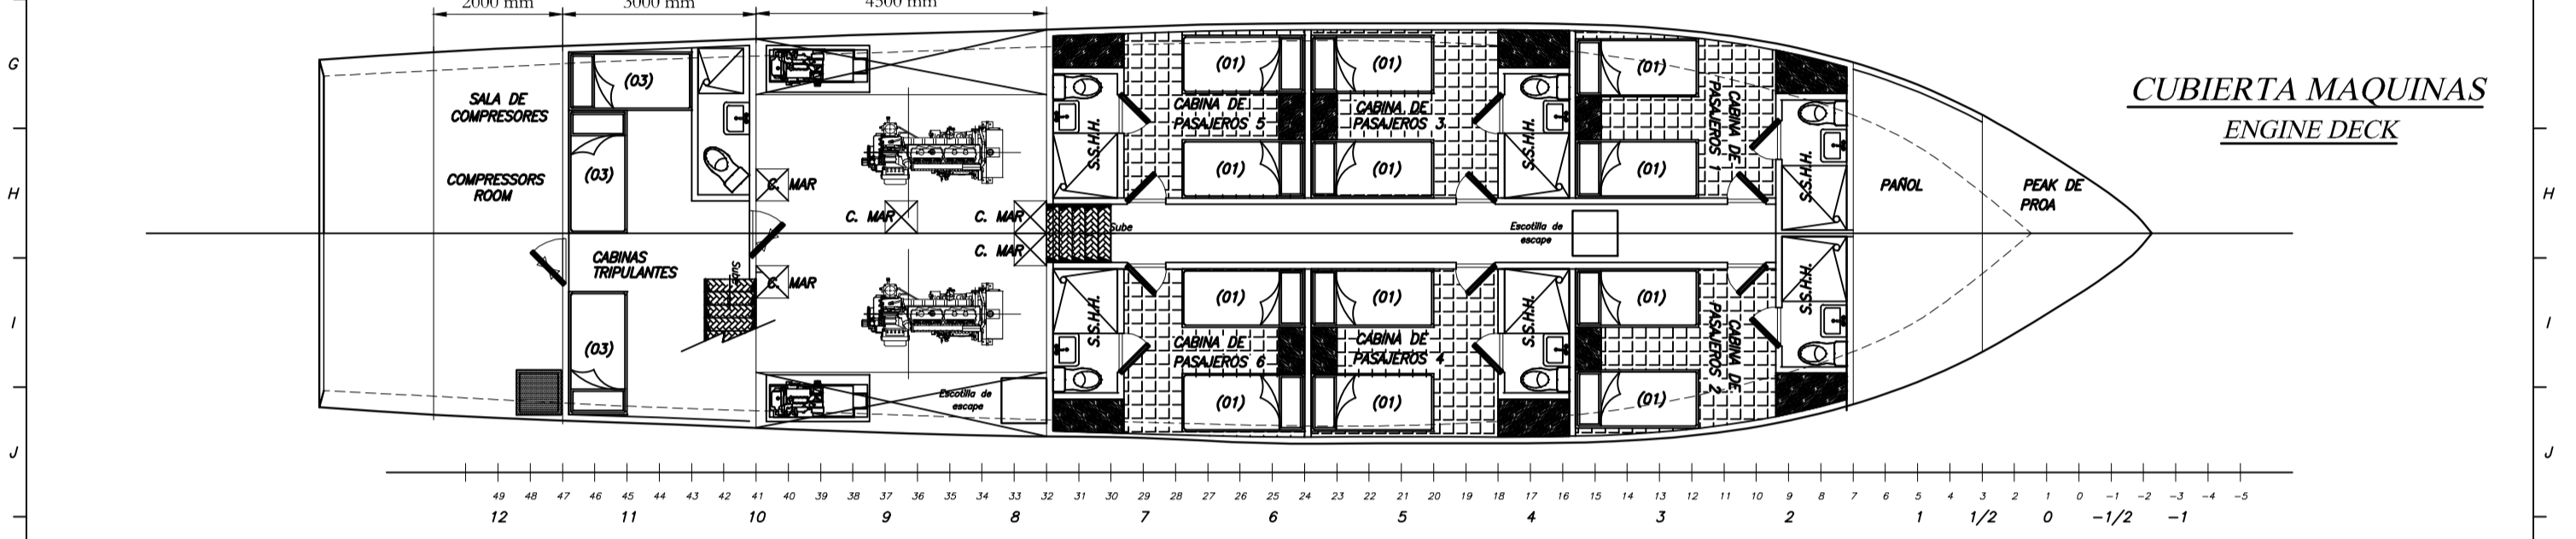 2000 mm
3000 mm
4500 mm
G
G
H
H
I
I
J
J
CUBIERTA MAQUINAS
ENGINE DECK
SALA DE
COMPRESORES
COMPRESSORS
ROOM
(03)
(03)
(03)
CABINAS
TRIPULANTES
Sube
C. MAR
C. MAR
C. MAR
C. MAR
C. MAR
Escotilla de
escape
Sube
S.S.H.H.
S.S.H.H.
CABINA DE
PASAJEROS 5
(01)
(01)
CABINA DE
PASAJEROS 6
(01)
(01)
CABINA DE
PASAJEROS 3
(01)
(01)
CABINA DE
PASAJEROS 4
(01)
(01)
S.S.H.H.
S.S.H.H.
Escotilla de
escape
(01)
(01)
CABINA DE
PASAJEROS 1
(01)
(01)
CABINA DE
PASAJEROS 2
S.S.H.H.
S.S.H.H.
PAÑOL
PEAK DE
PROA
49 48 47 46 45 44 43 42 41 40 39 38 37 36 35 34 33 32 31 30 29 28 27 26 25 24 23 22 21 20 19 18 17 16 15 14 13 12 11 10 9 8 7 6 5 4 3 2 1 0 -1 -2 -3 -4 -5
12 11 10 9 8 7 6 5 4 3 2 1 1/2 0 -1/2 -1